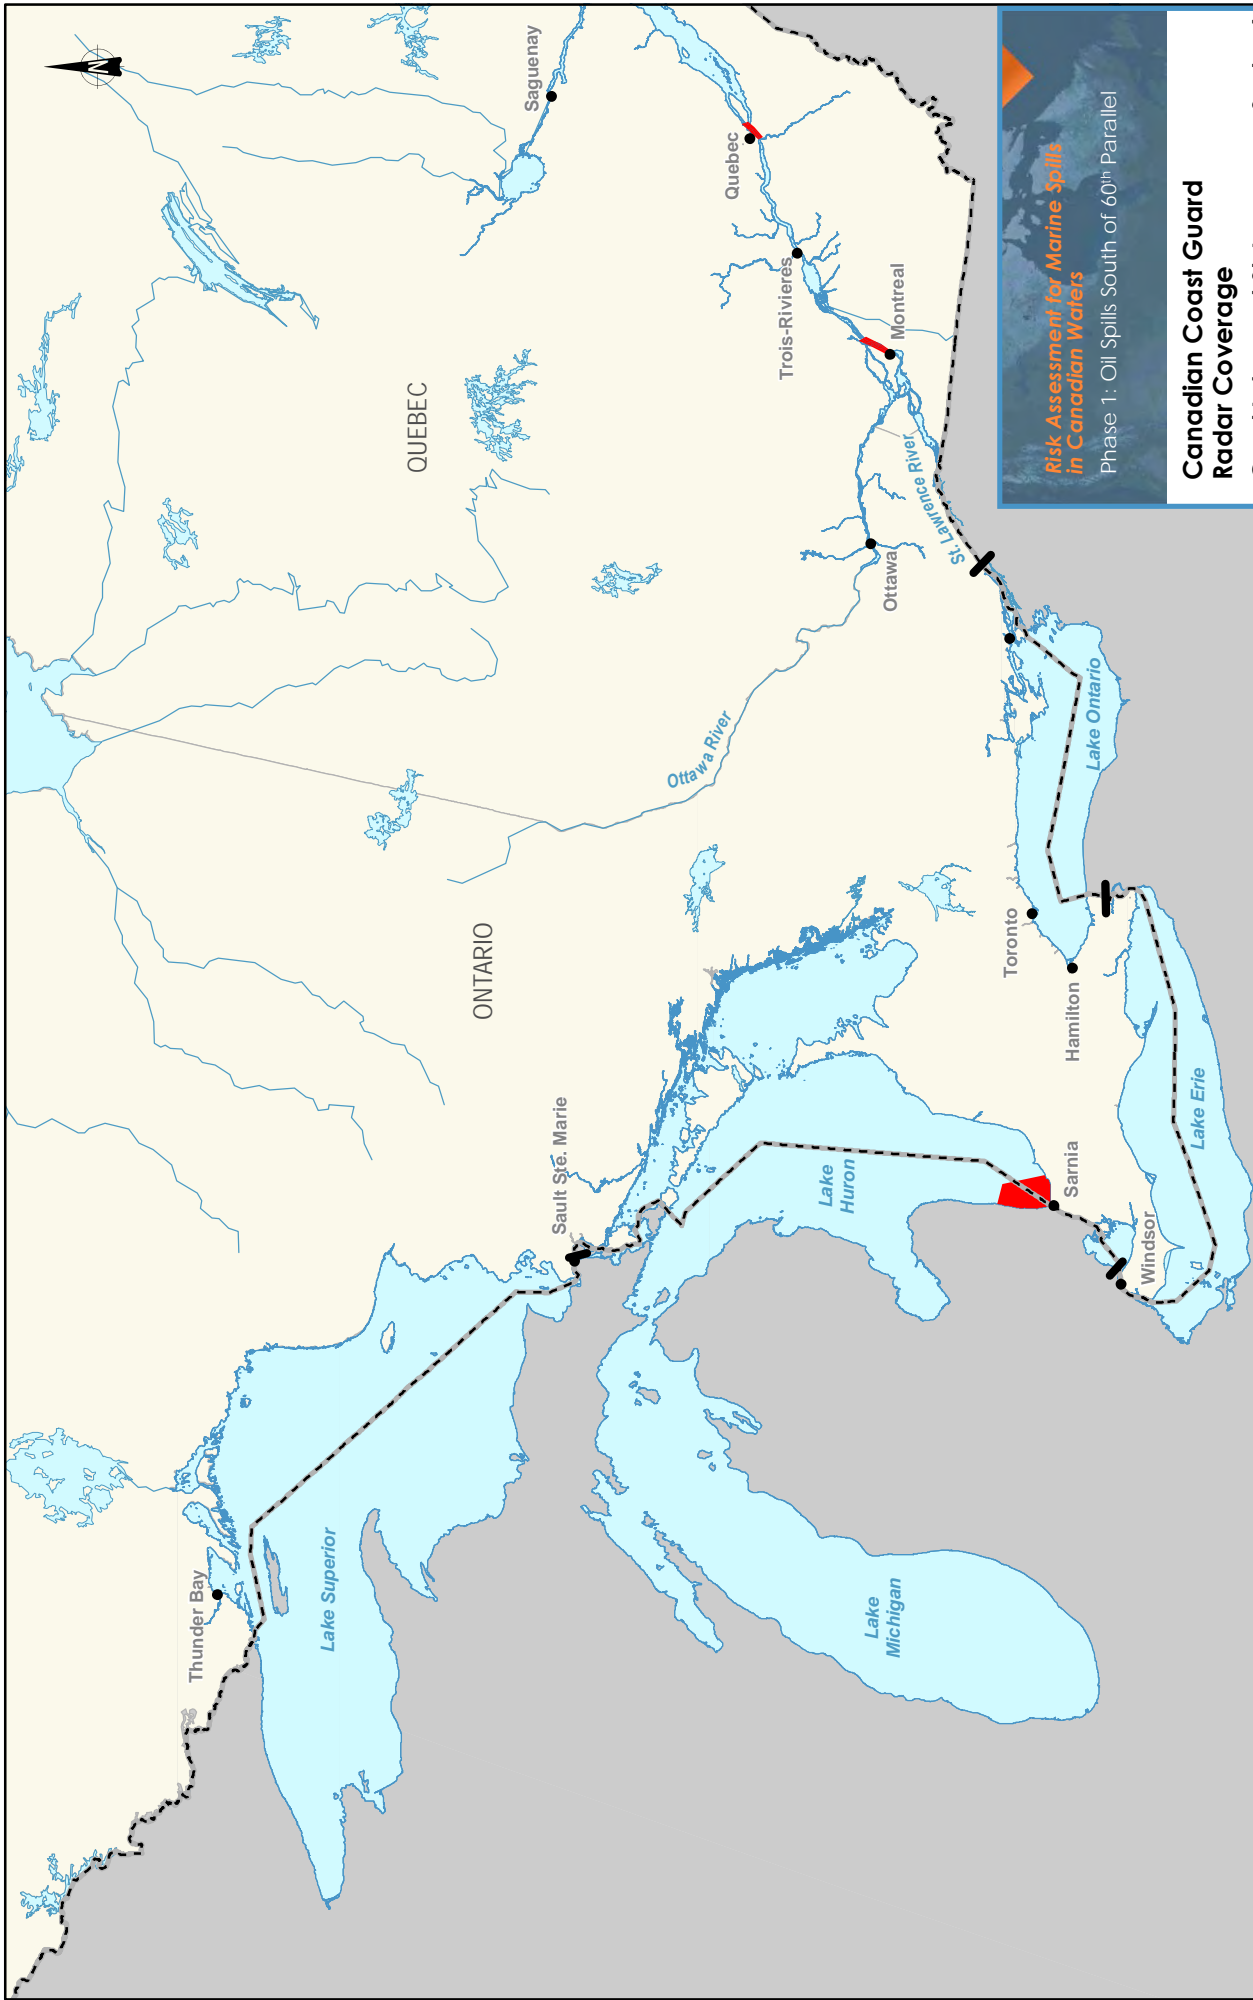 N
Saguenay
Quebec
Trois-Rivieres
Montreal
QUEBEC
Ottawa
St. Lawrence River
Ottawa River
ONTARIO
Lake Ontario
Toronto
Hamilton
Lake Erie
Sault Ste. Marie
Lake
Huron
Sarnia
Windsor
Thunder Bay
Lake Superior
Lake
Michigan
Risk Assessment for Marine Spills
in Canadian Waters
Phase 1: Oil Spills South of 60th Parallel
Canadian Coast Guard
Radar Coverage